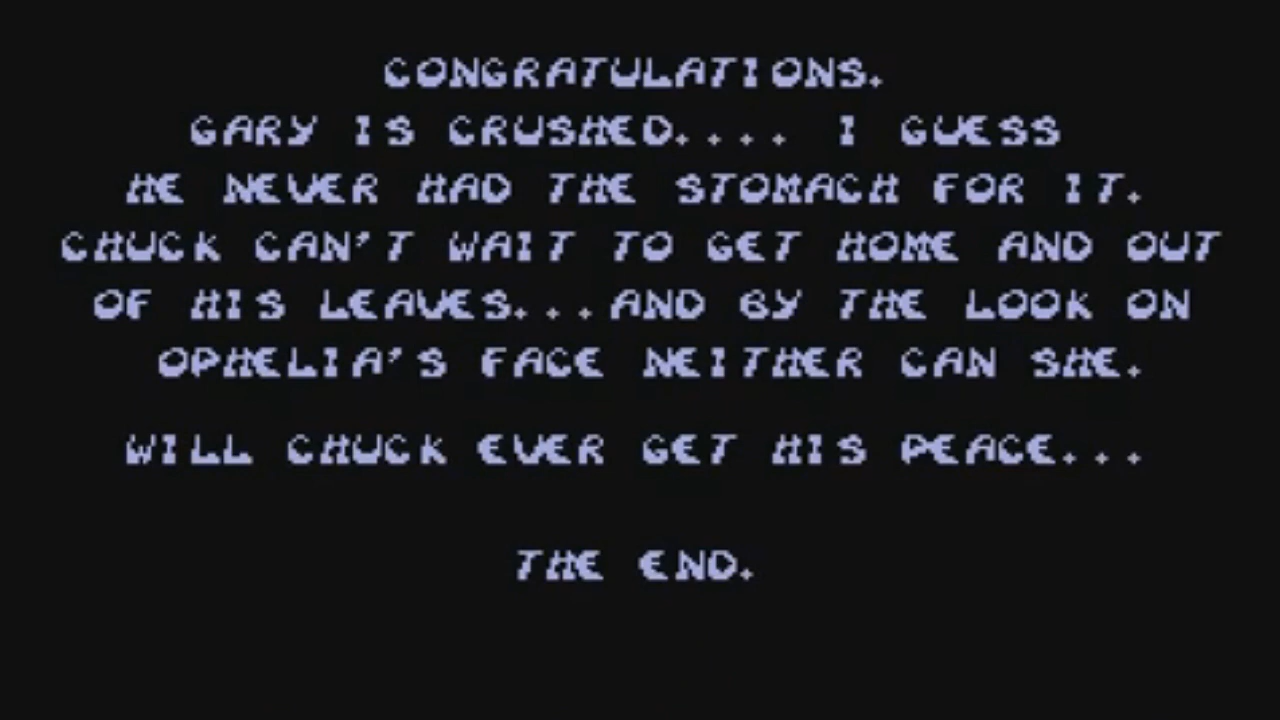 CONGRATULATIONS.
GARY IS CRUSHED.... I GUESS
HE NEVER HAD THE STOMACH FOR IT.
CHUCK CAN'T WAIT TO GET HOME AND OUT
OF HIS LEAVES...AND BY THE LOOK ON
OPHELIA'S FACE NEITHER CAN SHE.
WILL CHUCK EVER GET HIS PEACE...
THE END.